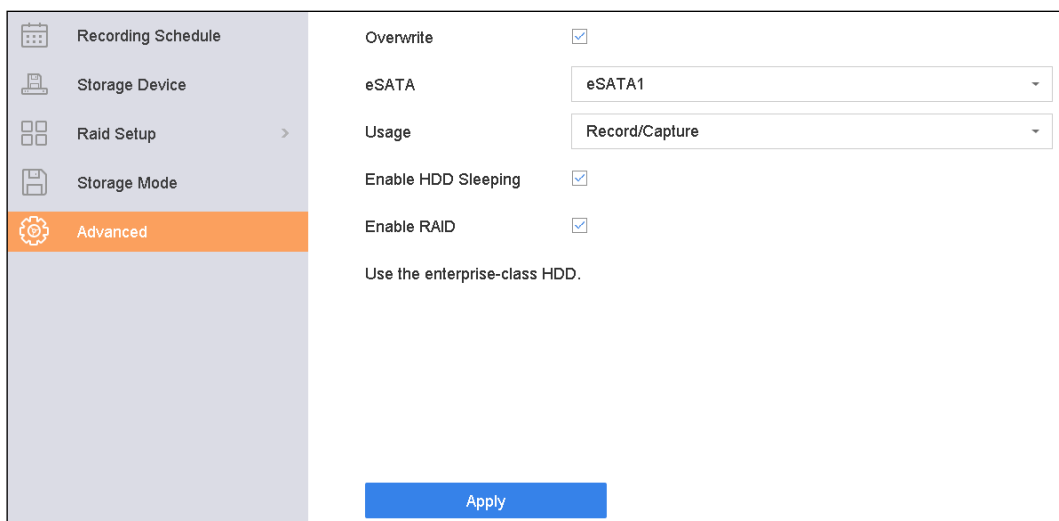 Recording Schedule
Storage Device
Raid Setup
Storage Mode
Advanced
Overwrite
eSATA eSATA1
Usage Record/Capture
Enable HDD Sleeping
Enable RAID
Use the enterprise-class HDD.
Apply